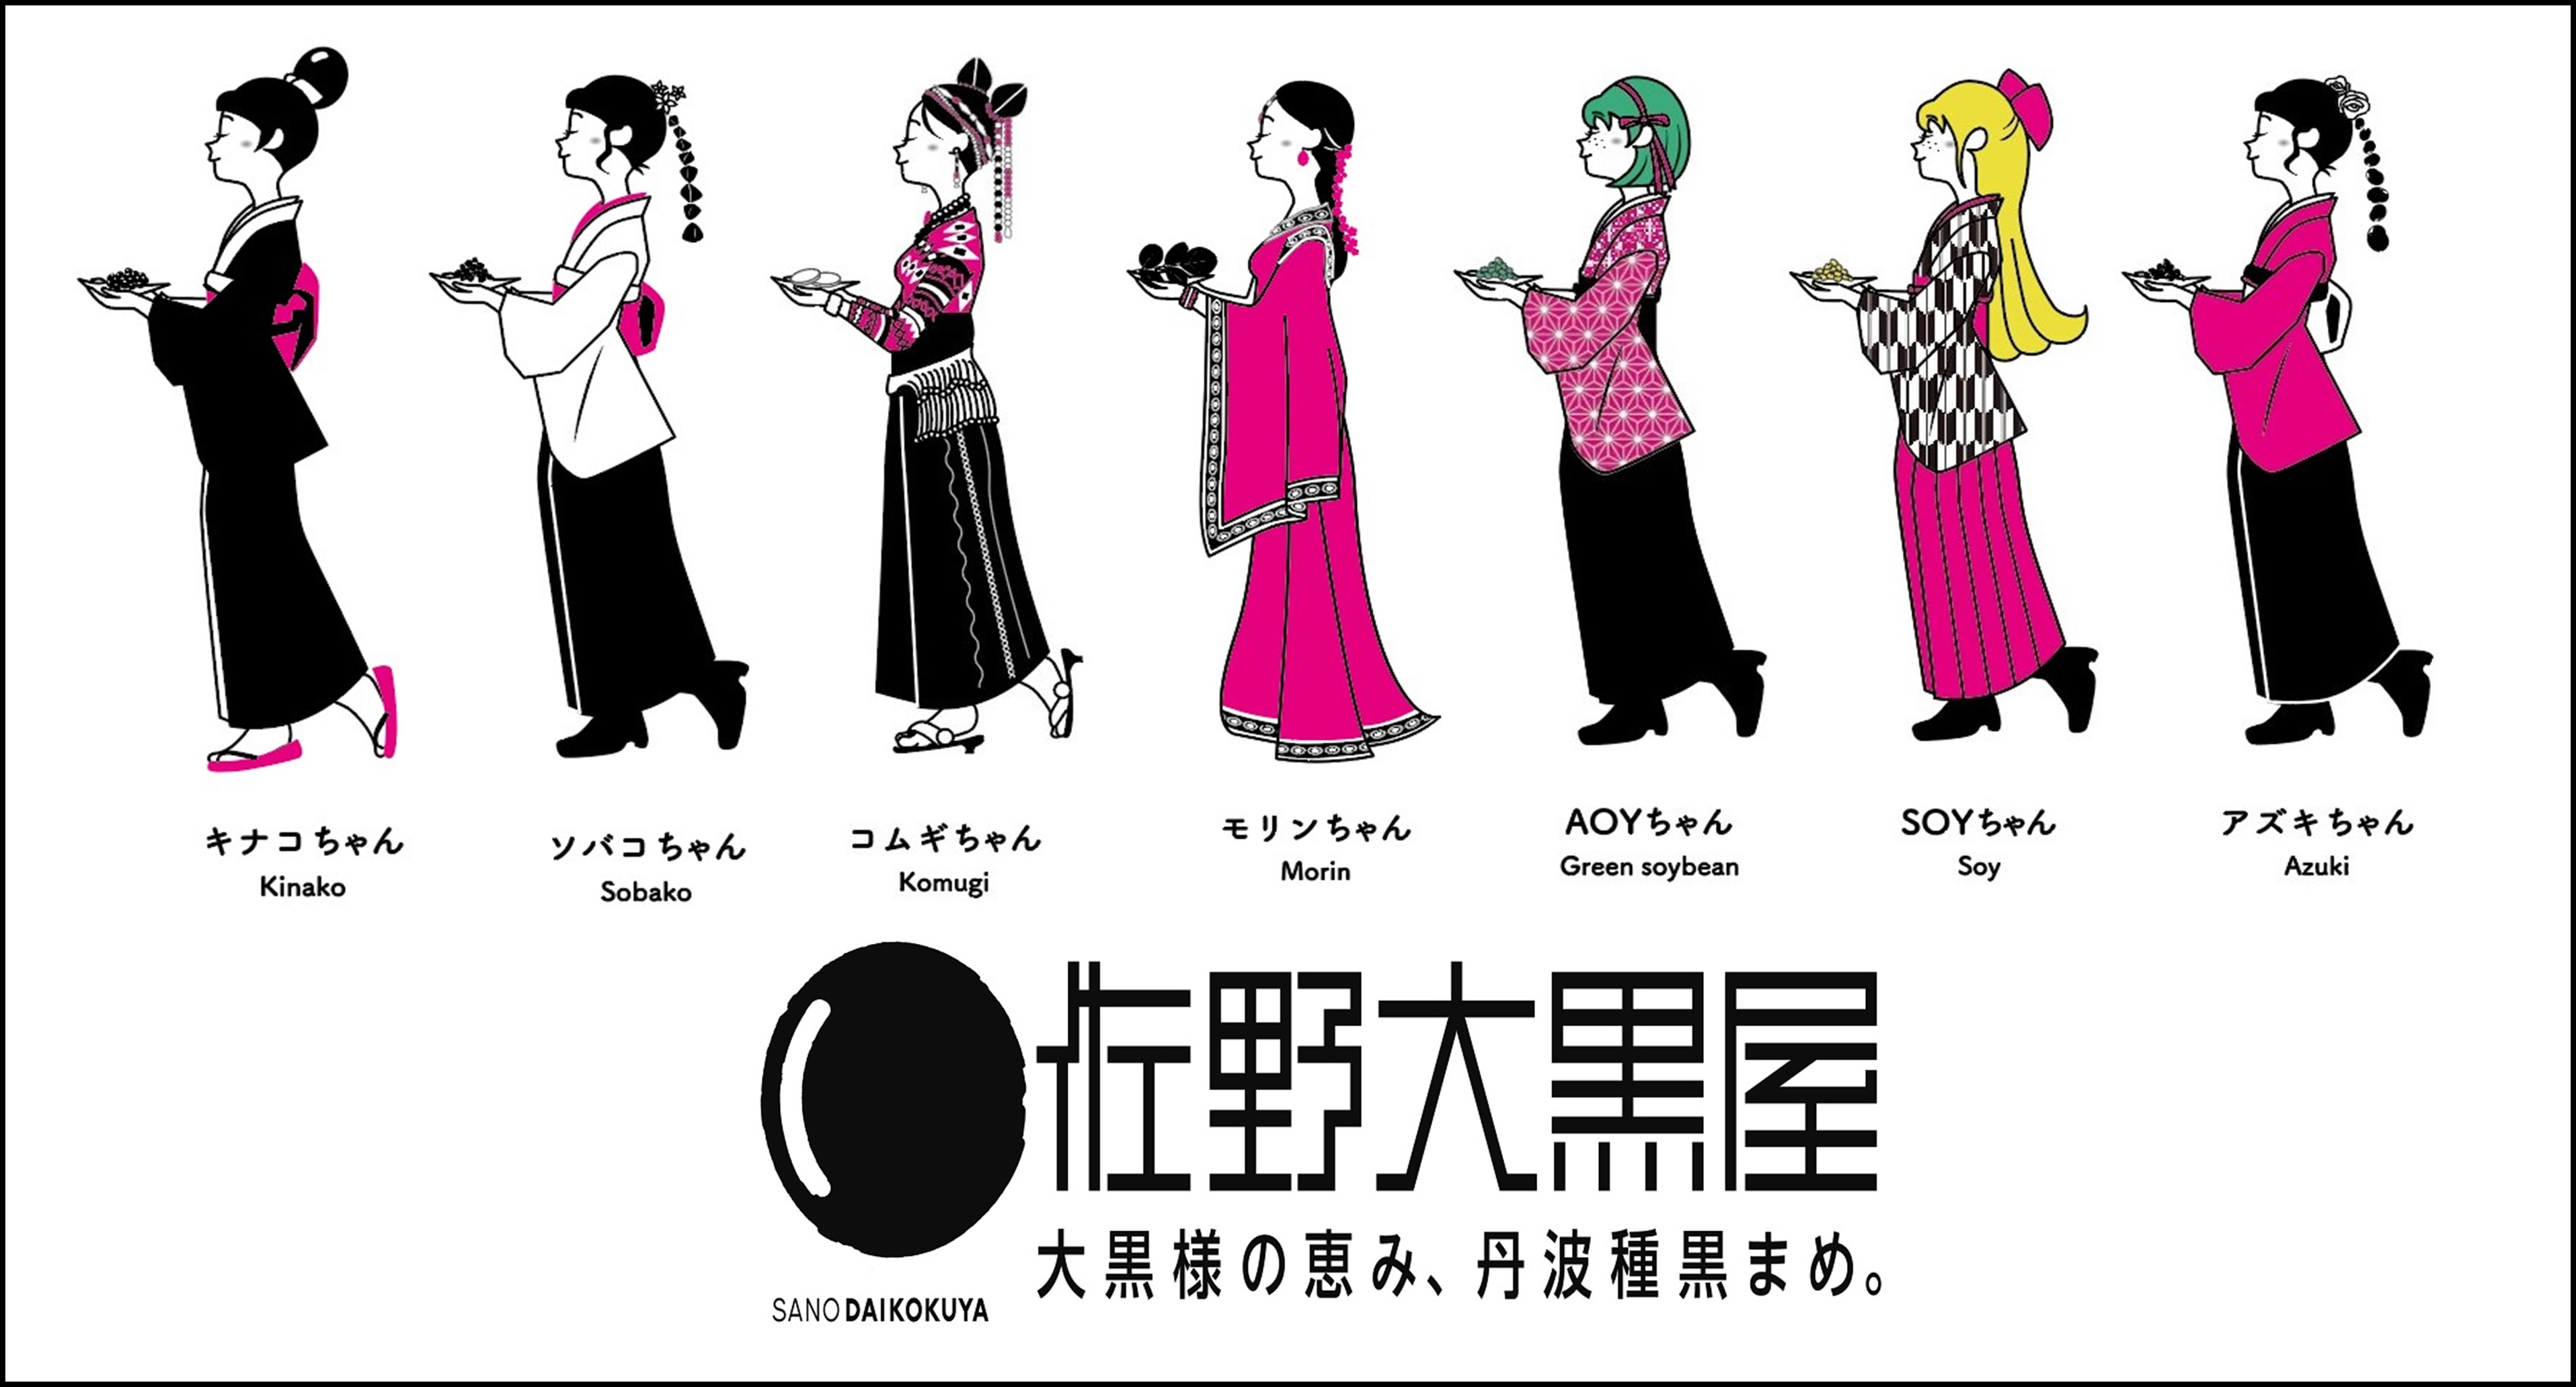 キナコちゃん
Kinako
ソバコちゃん
Sobako
コムギちゃん
Komugi
モリンちゃん
Morin
AOYちゃん
Green soybean
SOYちゃん
Soy
アズキちゃん
Azuki
佐野大黒屋
大黒様の恵み、丹波種黒まめ。
SANO DAIKOKUYA